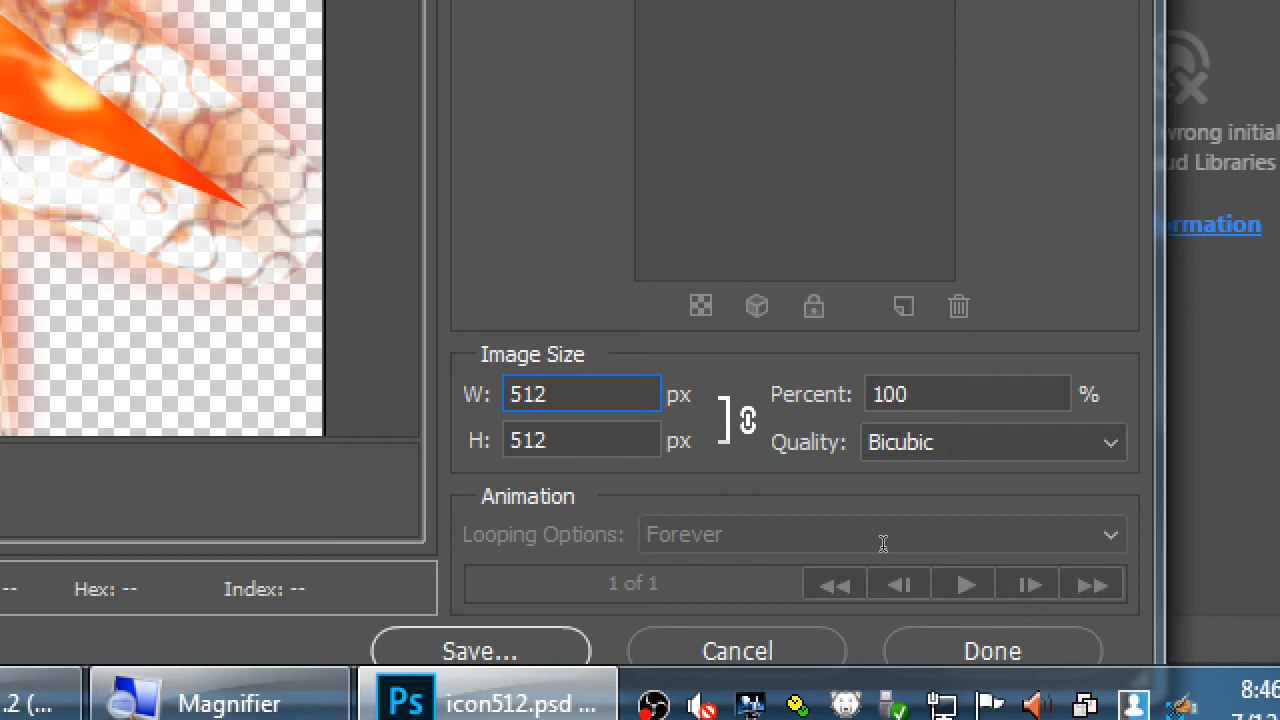 wrong initial
ud Libraries
rmation
Image Size
W: 512 px
Percent: 100 %
H: 512 px
Quality: Bicubic
Animation
Looping Options: Forever
1 of 1
-- Hex: -- Index: --
Save... Cancel Done
.2 (... Magnifier Ps icon512.psd ... 8:46